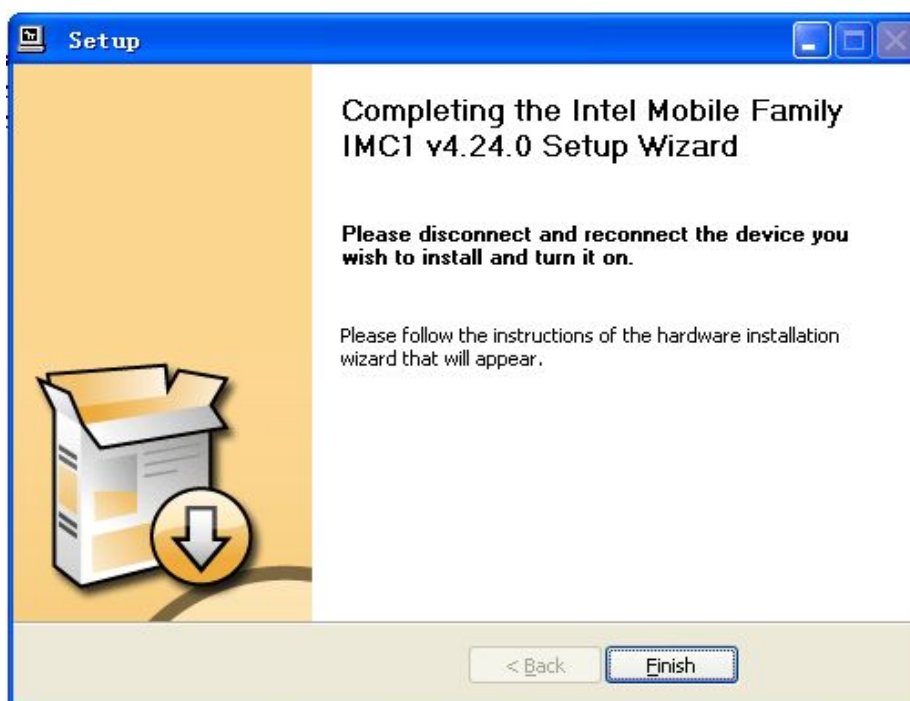 Setup
Completing the Intel Mobile Family
IMC1 v4.24.0 Setup Wizard
Please disconnect and reconnect the device you
wish to install and turn it on.
Please follow the instructions of the hardware installation
wizard that will appear.
< Back
Finish